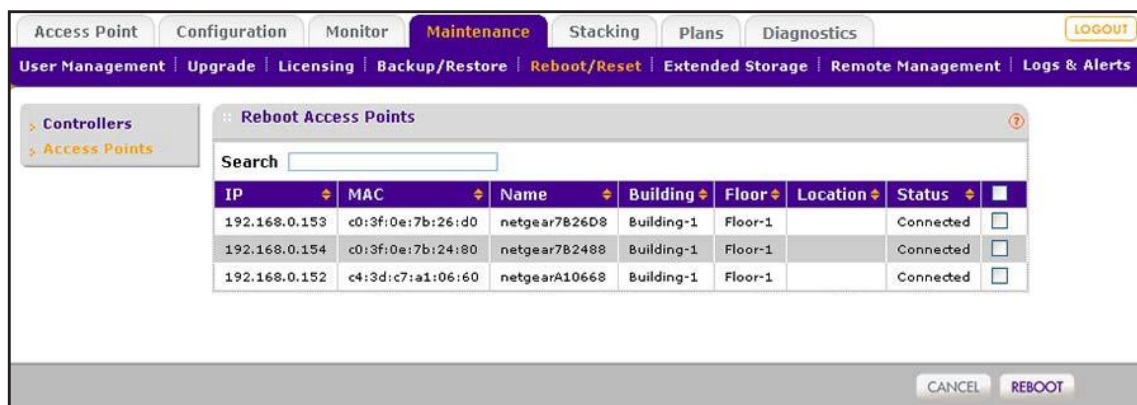 Access Point Configuration Monitor Maintenance Stacking Plans Diagnostics LOGOUT
User Management Upgrade Licensing Backup/Restore Reboot/Reset Extended Storage Remote Management Logs & Alerts
Controllers
Access Points
Reboot Access Points ?
Search
IP MAC Name Building Floor Location Status
192.168.0.153 c0:3f:0e:7b:26:d0 netgear7B26D8 Building-1 Floor-1 Connected
192.168.0.154 c0:3f:0e:7b:24:80 netgear7B2488 Building-1 Floor-1 Connected
192.168.0.152 c4:3d:c7:a1:06:60 netgearA10668 Building-1 Floor-1 Connected
CANCEL REBOOT